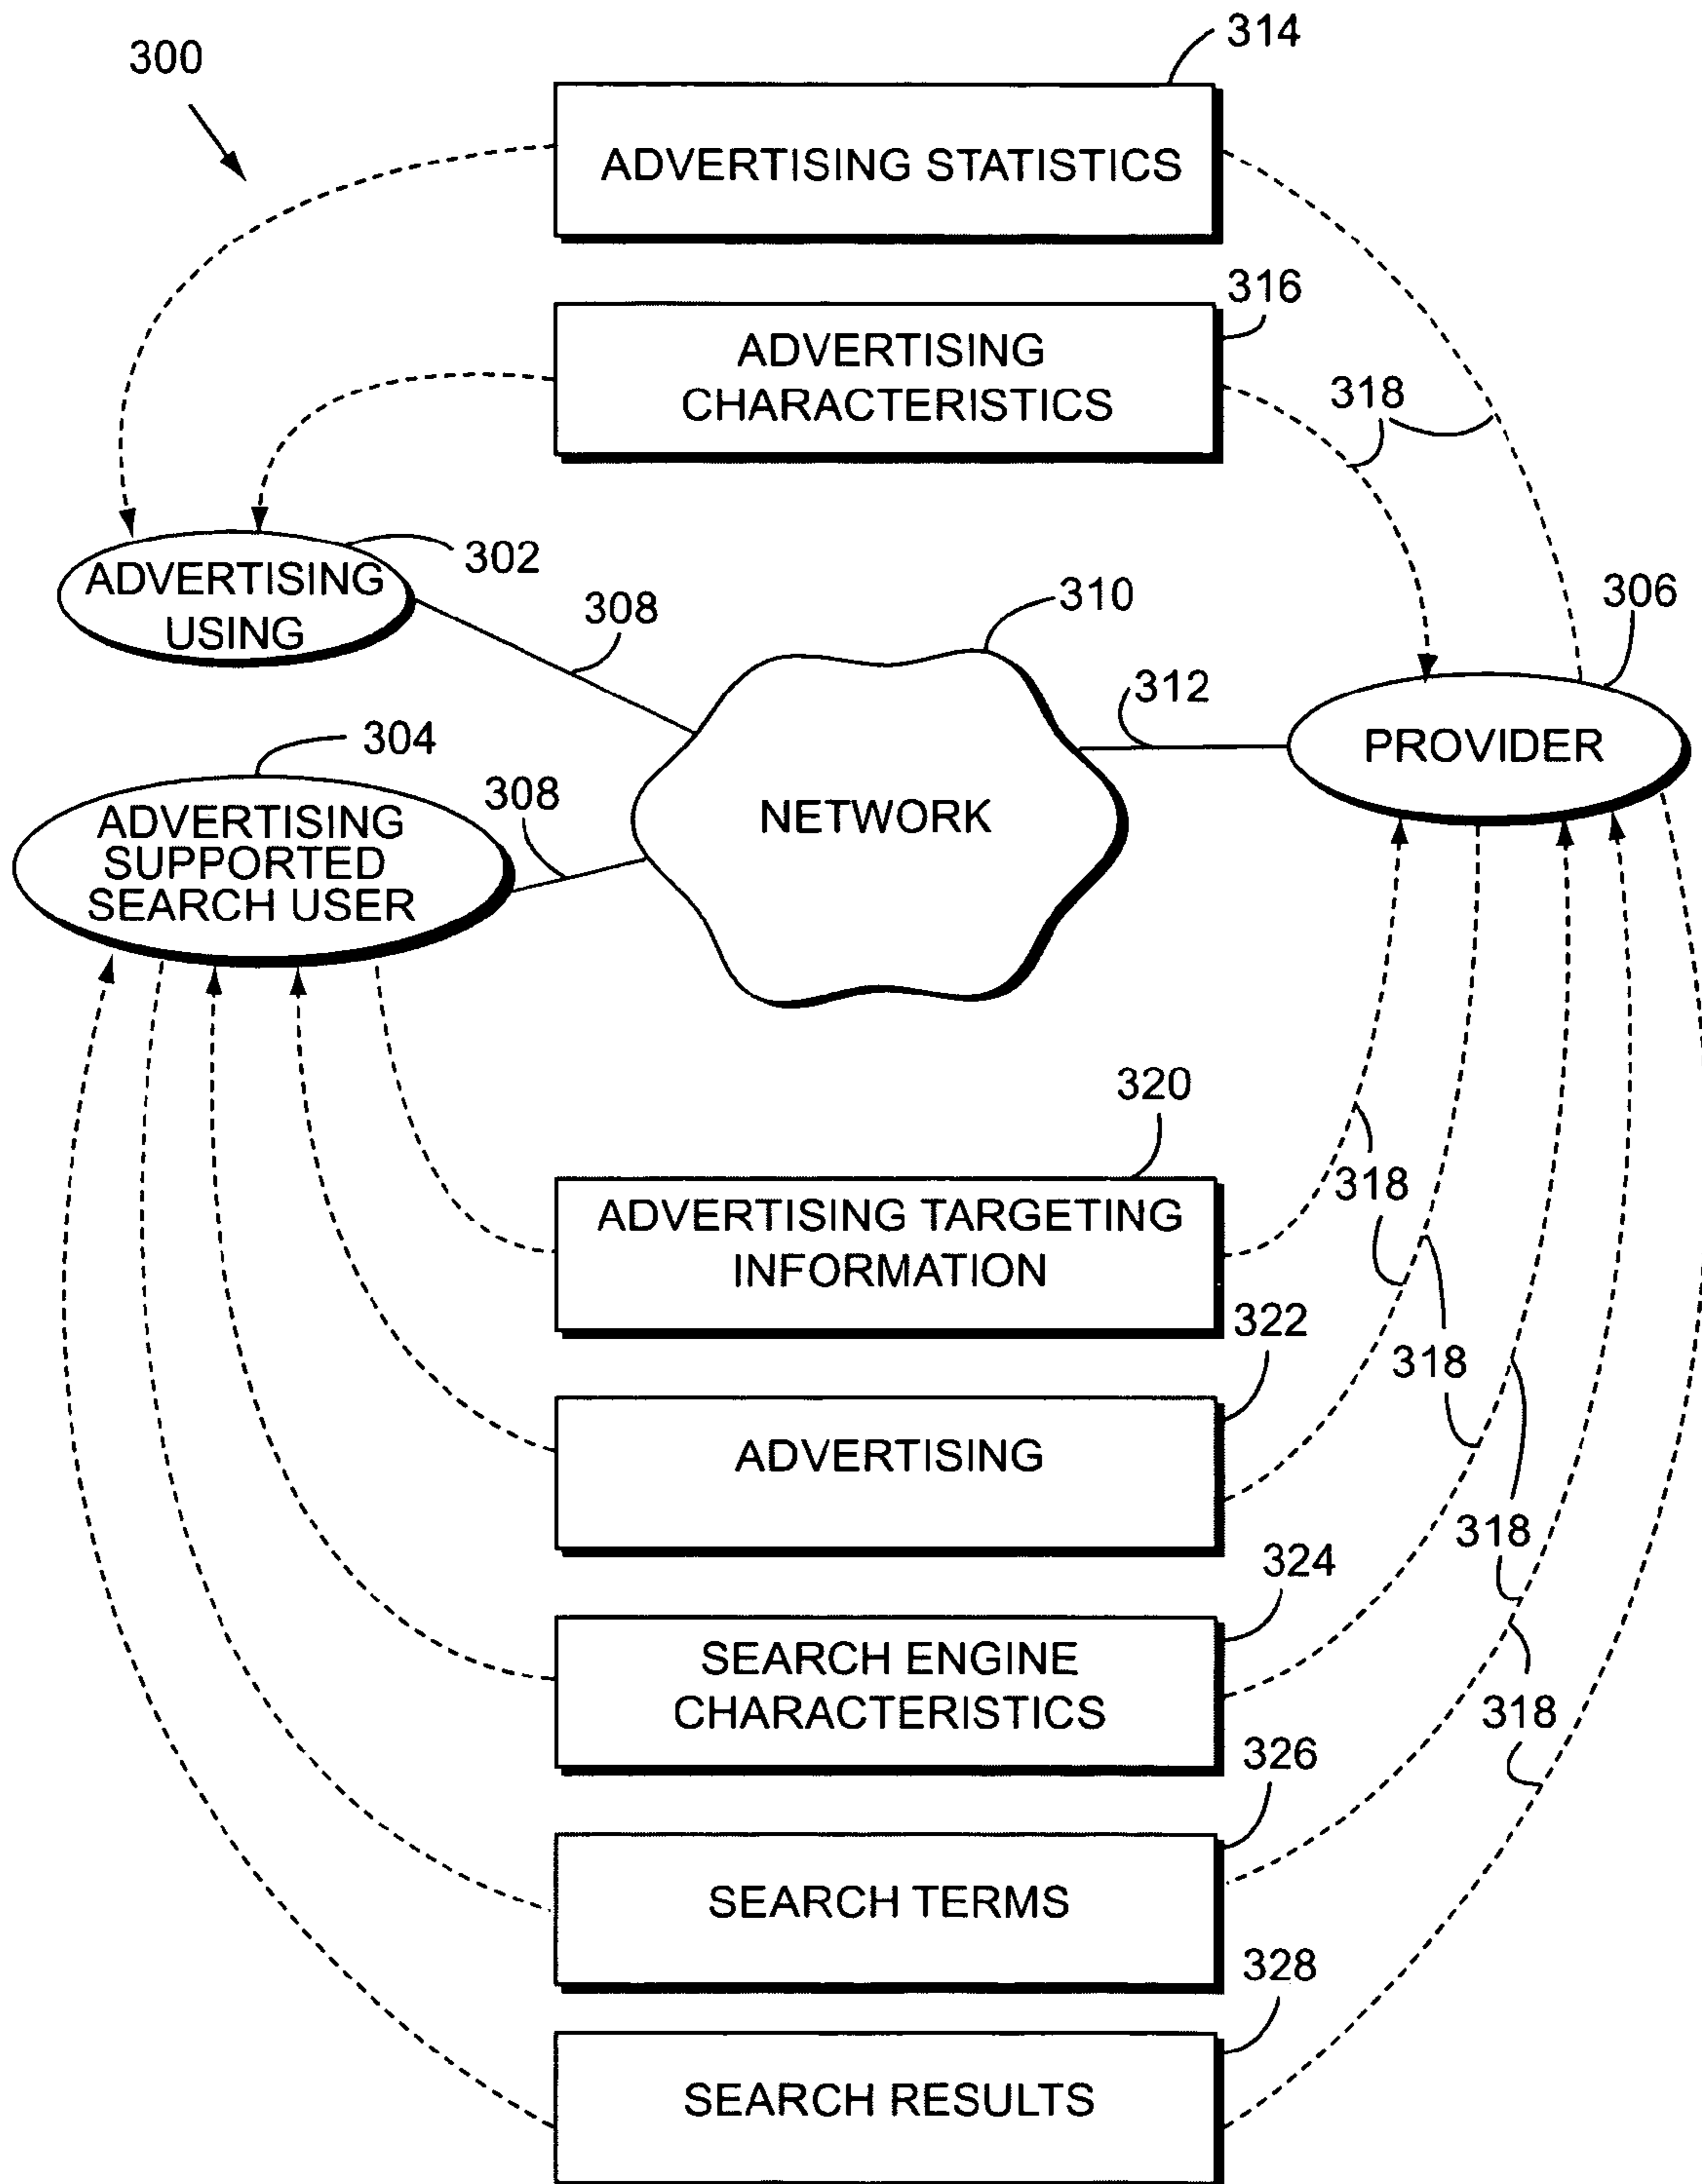 314
300
ADVERTISING STATISTICS
316
ADVERTISING
CHARACTERISTICS
318
302
ADVERTISING
USING
308
310
306
312
PROVIDER
304
308
NETWORK
ADVERTISING
SUPPORTED
SEARCH USER
320
318
ADVERTISING TARGETING
INFORMATION
322
318
ADVERTISING
318
324
SEARCH ENGINE
CHARACTERISTICS
318
326
SEARCH TERMS
328
SEARCH RESULTS